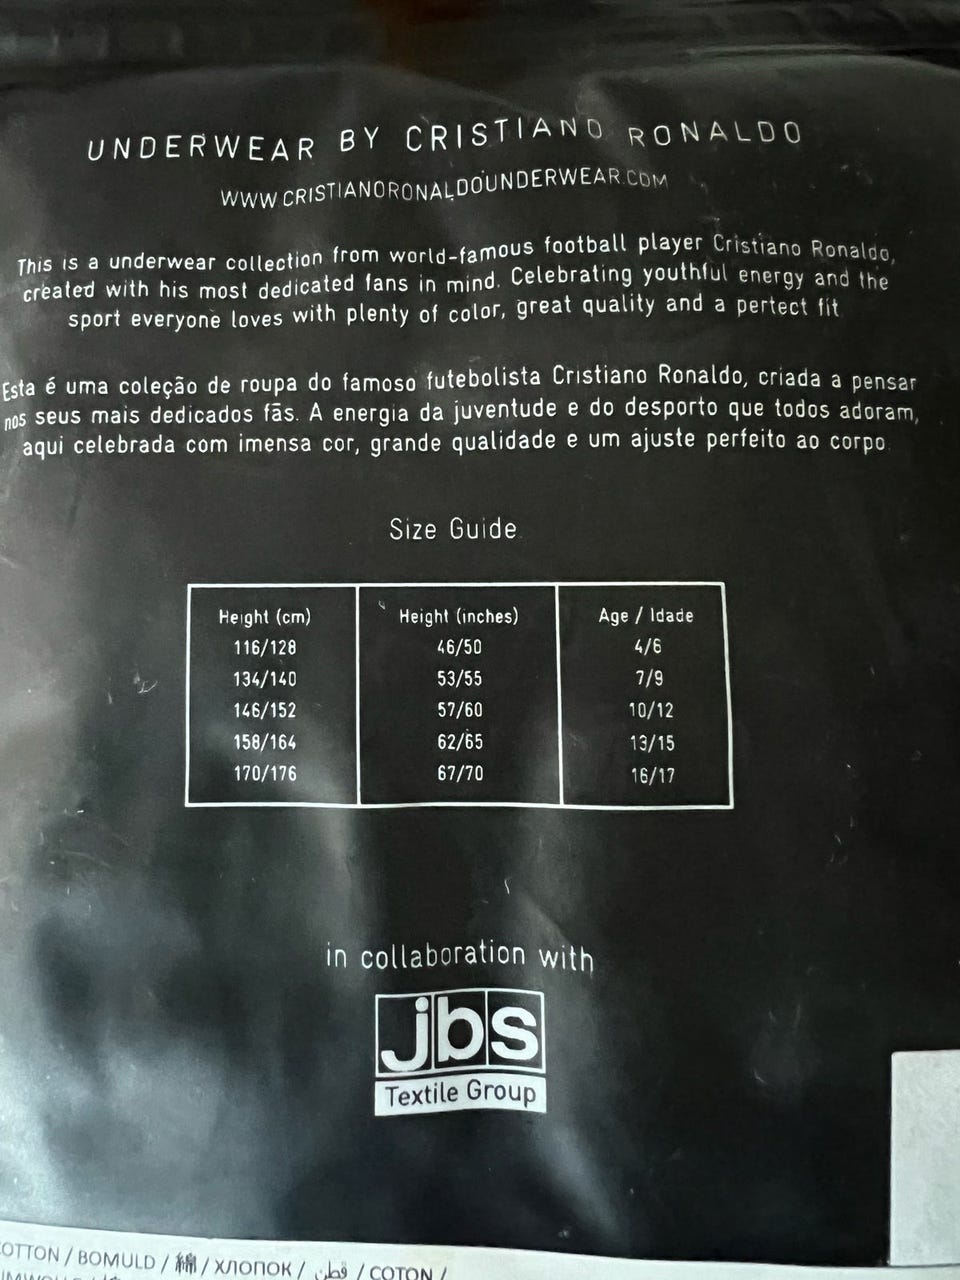 UNDERWEAR BY CRISTIANO RONALDO
WWW.CRISTIANORONALDOUNDERWEAR.COM
This is a underwear collection from world-famous football player Cristiano Ronaldo,
created with his most dedicated fans in mind. Celebrating youthful energy and the
sport everyone loves with plenty of color, great quality and a perfect fit
Esta é uma coleção de roupa do famoso futebolista Cristiano Ronaldo, criada a pensar
nos seus mais dedicados fãs. A energia da juventude e do desporto que todos adoram,
aqui celebrada com imensa cor, grande qualidade e um ajuste perfeito ao corpo.
Size Guide
Height (cm) Height (inches) Age / Idade
116/128 46/50 4/6
134/140 53/55 7/9
146/152 57/60 10/12
158/164 62/65 13/15
170/176 67/70 16/17
in collaboration with
jbs
Textile Group
COTTON / BOMULD / 綿 / ХЛОПОК / قطن / COTON /